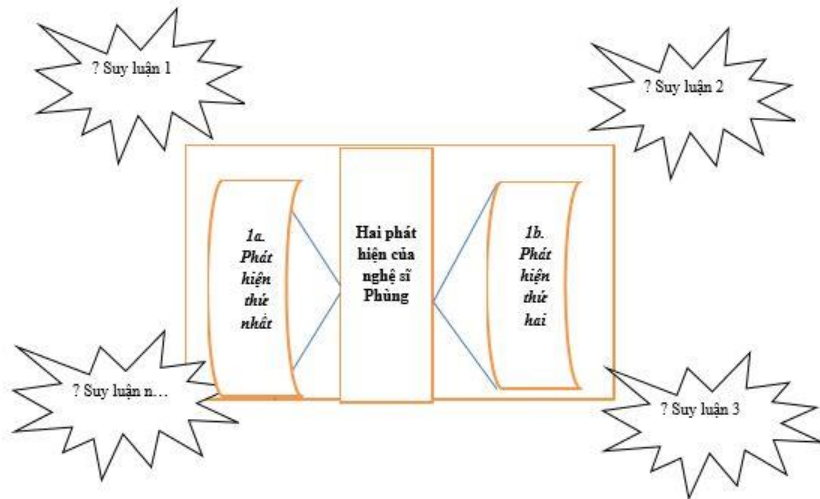 ? Suy luận 1
? Suy luận 2
1a.
Phát
hiện
thứ
nhất
Hai phát
hiện của
nghệ sĩ
Phùng
1b.
Phát
hiện
thứ
hai
? Suy luận n...
? Suy luận 3